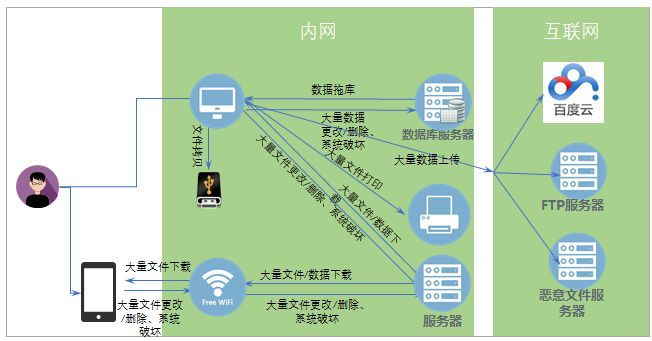 内网
互联网
数据拖库
大量数据
更改/删除、
系统破坏
数据库服务器
百度云
文件拷贝
大量文件打印
大量数据上传
大量文件更改/删除、系统破坏
大量文件/数据下
载
FTP服务器
大量文件下载
Free WiFi
大量文件/数据下载
服务器
恶意文件服
务器
大量文件更改
/删除、系统
破坏
大量文件更改/删除、
系统破坏